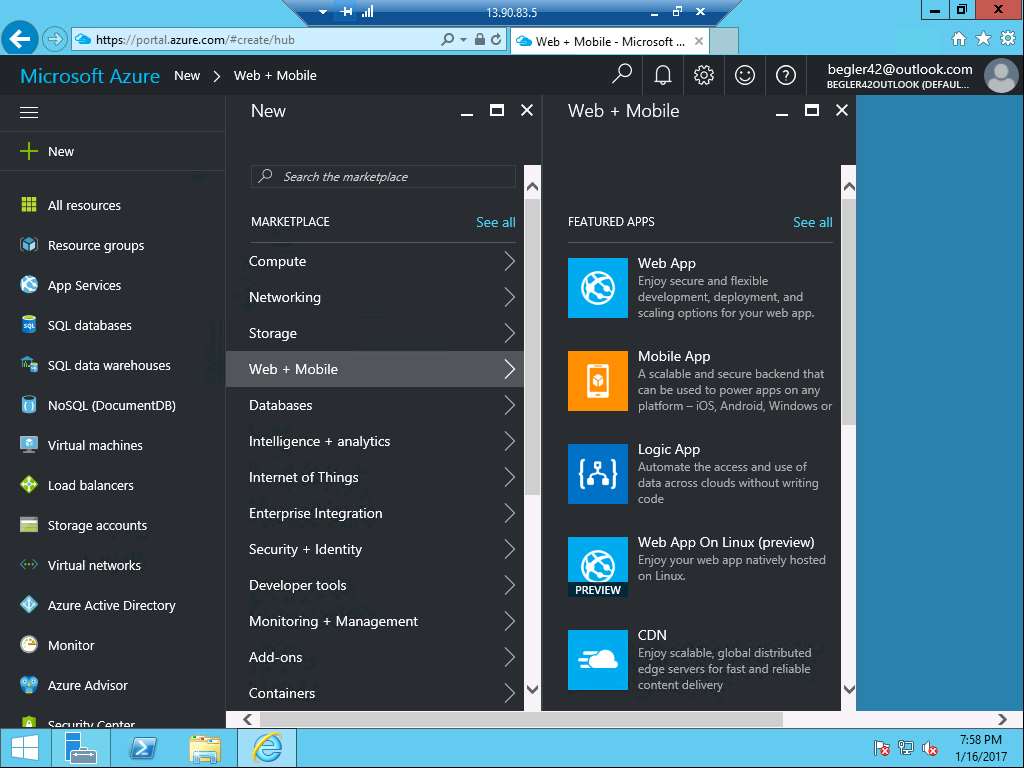 13.90.83.5
https://portal.azure.com/#create/hub
Web + Mobile - Microsoft ...
Microsoft Azure New Web + Mobile
begler42@outlook.com
BEGLER42OUTLOOK (DEFAUL...
New
All resources
Resource groups
App Services
SQL databases
SQL data warehouses
NoSQL (DocumentDB)
Virtual machines
Load balancers
Storage accounts
Virtual networks
Azure Active Directory
Monitor
Azure Advisor
Security Center
New
Search the marketplace
MARKETPLACE See all
Compute
Networking
Storage
Web + Mobile
Databases
Intelligence + analytics
Internet of Things
Enterprise Integration
Security + Identity
Developer tools
Monitoring + Management
Add-ons
Containers
Web + Mobile
FEATURED APPS See all
Web App
Enjoy secure and flexible
development, deployment, and
scaling options for your web app.
Mobile App
A scalable and secure backend that
can be used to power apps on any
platform – iOS, Android, Windows or
Logic App
Automate the access and use of
data across clouds without writing
code
Web App On Linux (preview)
Enjoy your web app natively hosted
on Linux.
PREVIEW
CDN
Enjoy scalable, global distributed
edge servers for fast and reliable
content delivery
7:58 PM
1/16/2017